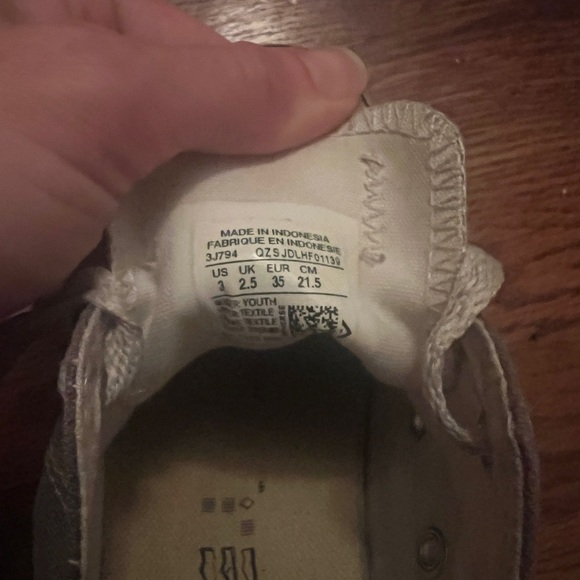 MADE IN INDONESIA
FABRIQUE EN INDONESIE
3J794 QZSJDLHF01139
US UK EUR CM
3 2.5 35 21.5
YOUTH
TEXTILE
TEXTILE